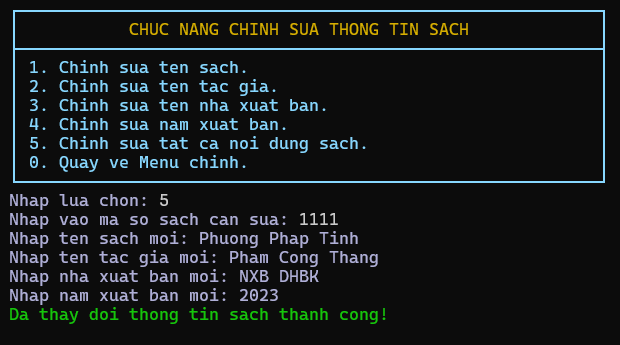 CHUC NANG CHINH SUA THONG TIN SACH
1. Chinh sua ten sach.
2. Chinh sua ten tac gia.
3. Chinh sua ten nha xuat ban.
4. Chinh sua nam xuat ban.
5. Chinh sua tat ca noi dung sach.
0. Quay ve Menu chinh.
Nhap lua chon: 5
Nhap vao ma so sach can sua: 1111
Nhap ten sach moi: Phuong Phap Tinh
Nhap ten tac gia moi: Pham Cong Thang
Nhap nha xuat ban moi: NXB DHBK
Nhap nam xuat ban moi: 2023
Da thay doi thong tin sach thanh cong!